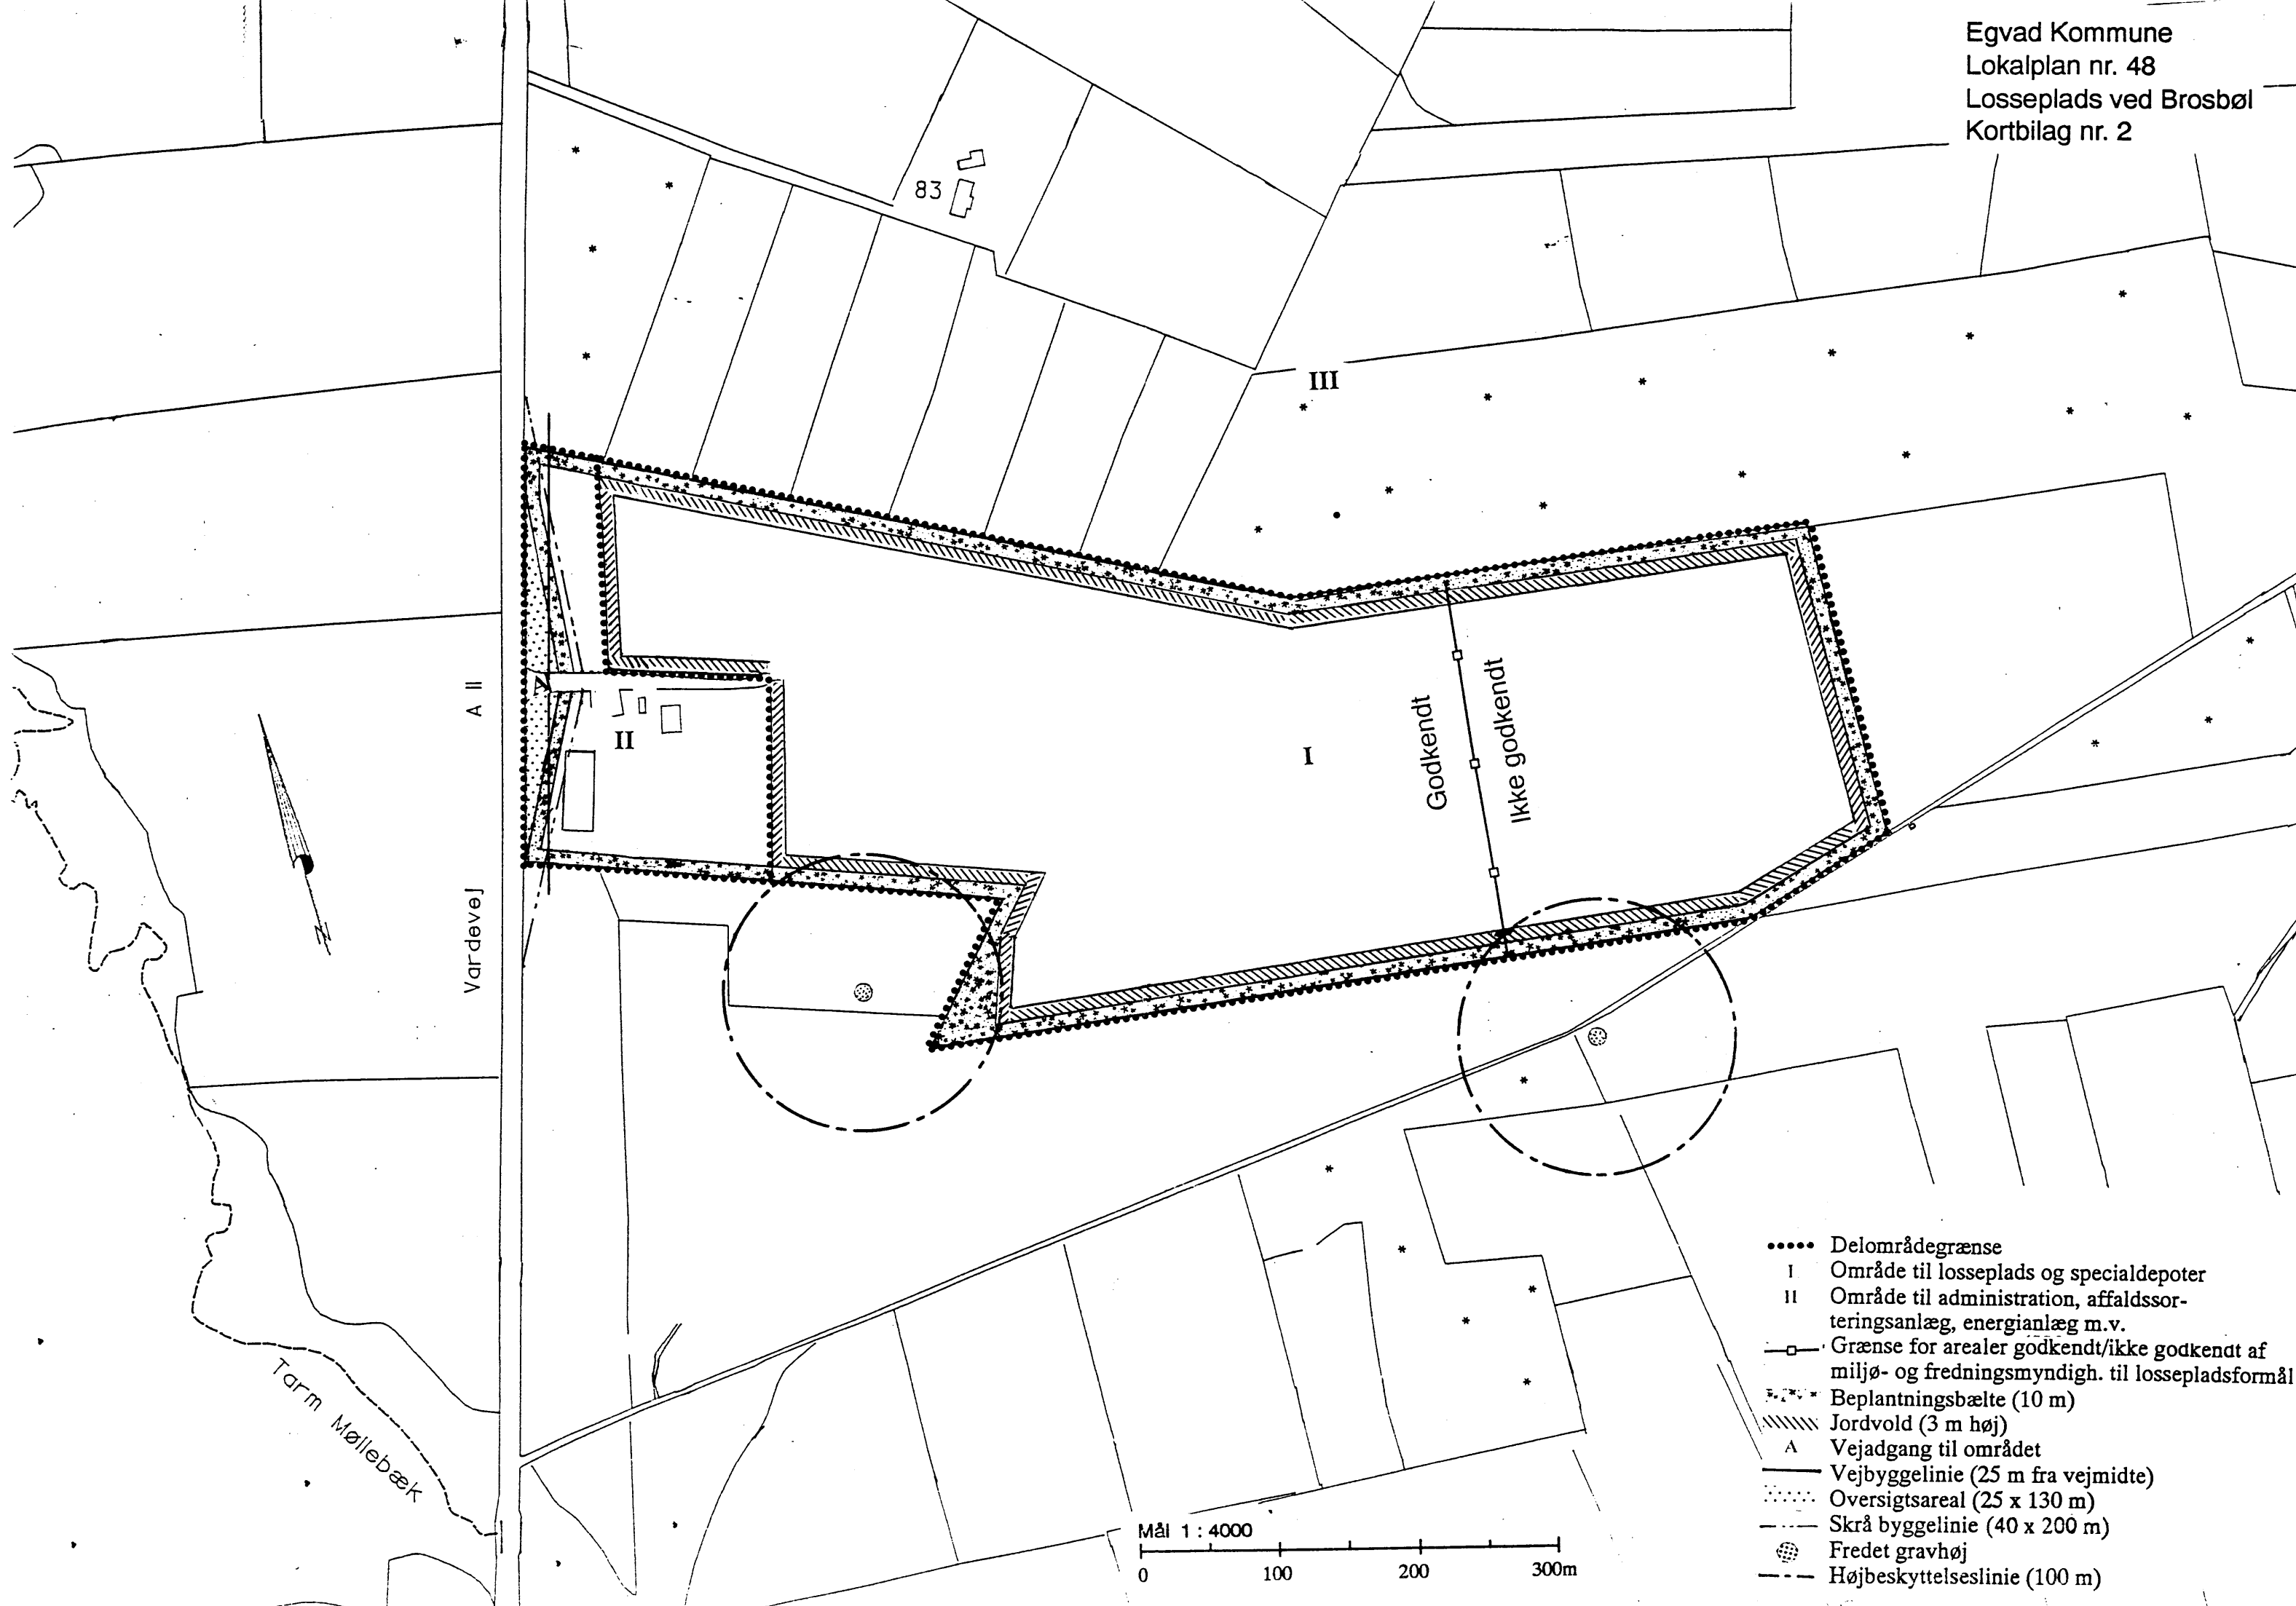 Egvad Kommune
Lokalplan nr. 48
Losseplads ved Brosbøl
Kortbilag nr. 2
83
III
A
II
I
Godkendt
Ikke godkendt
A II
Vardevej
N
Tarm Møllebæk
Delområdegrænse
I Område til losseplads og specialdepoter
II Område til administration, affaldssor-
teringsanlæg, energianlæg m.v.
Grænse for arealer godkendt/ikke godkendt af
miljø- og fredningsmyndigh. til lossepladsformål
Beplantningsbælte (10 m)
Jordvold (3 m høj)
A Vejadgang til området
Vejbyggelinie (25 m fra vejmidte)
Oversigtsareal (25 x 130 m)
Skrå byggelinie (40 x 200 m)
Fredet gravhøj
Højbeskyttelseslinie (100 m)
Mål 1 : 4000
0 100 200 300m